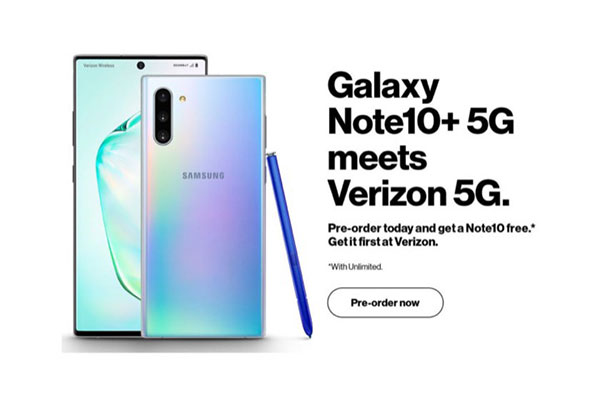 Verizon Wireless
SAMSUNG
Galaxy
Note10+ 5G
meets
Verizon 5G.
Pre-order today and get a Note10 free.*
Get it first at Verizon.
*With Unlimited.
Pre-order now